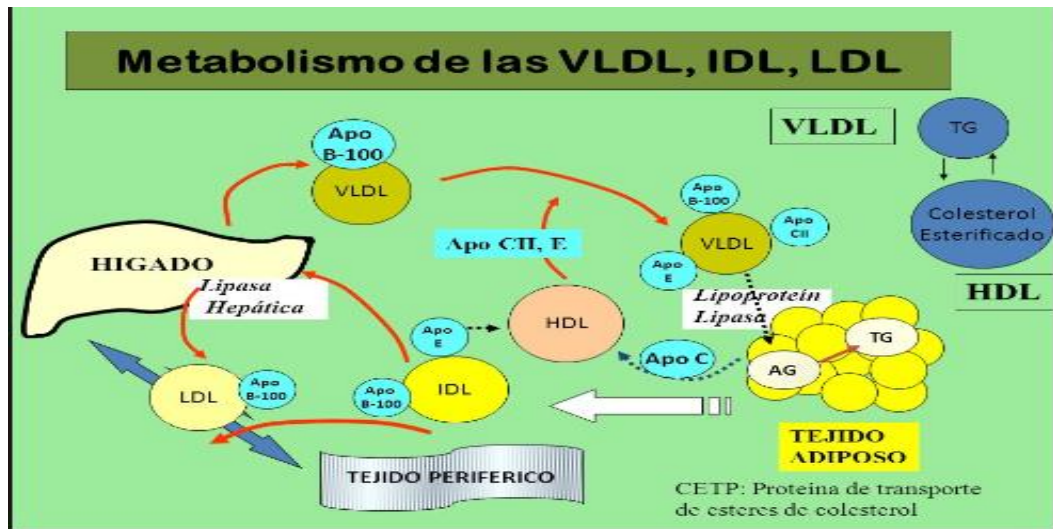 Metabolismo de las VLDL, IDL, LDL
Apo
B-100
VLDL
VLDL
TG
Colesterol
Esterificado
HDL
HIGADO
Lipasa
Hepática
Apo CII, E
Apo
B-100
Apo
CII
VLDL
Apo
E
Lipoprotein
Lipasa
HDL
Apo
E
Apo C
TG
AG
IDL
Apo
B-100
LDL
Apo
B-100
TEJIDO PERIFERICO
TEJIDO
ADIPOSO
CETP: Proteina de transporte
de esteres de colesterol